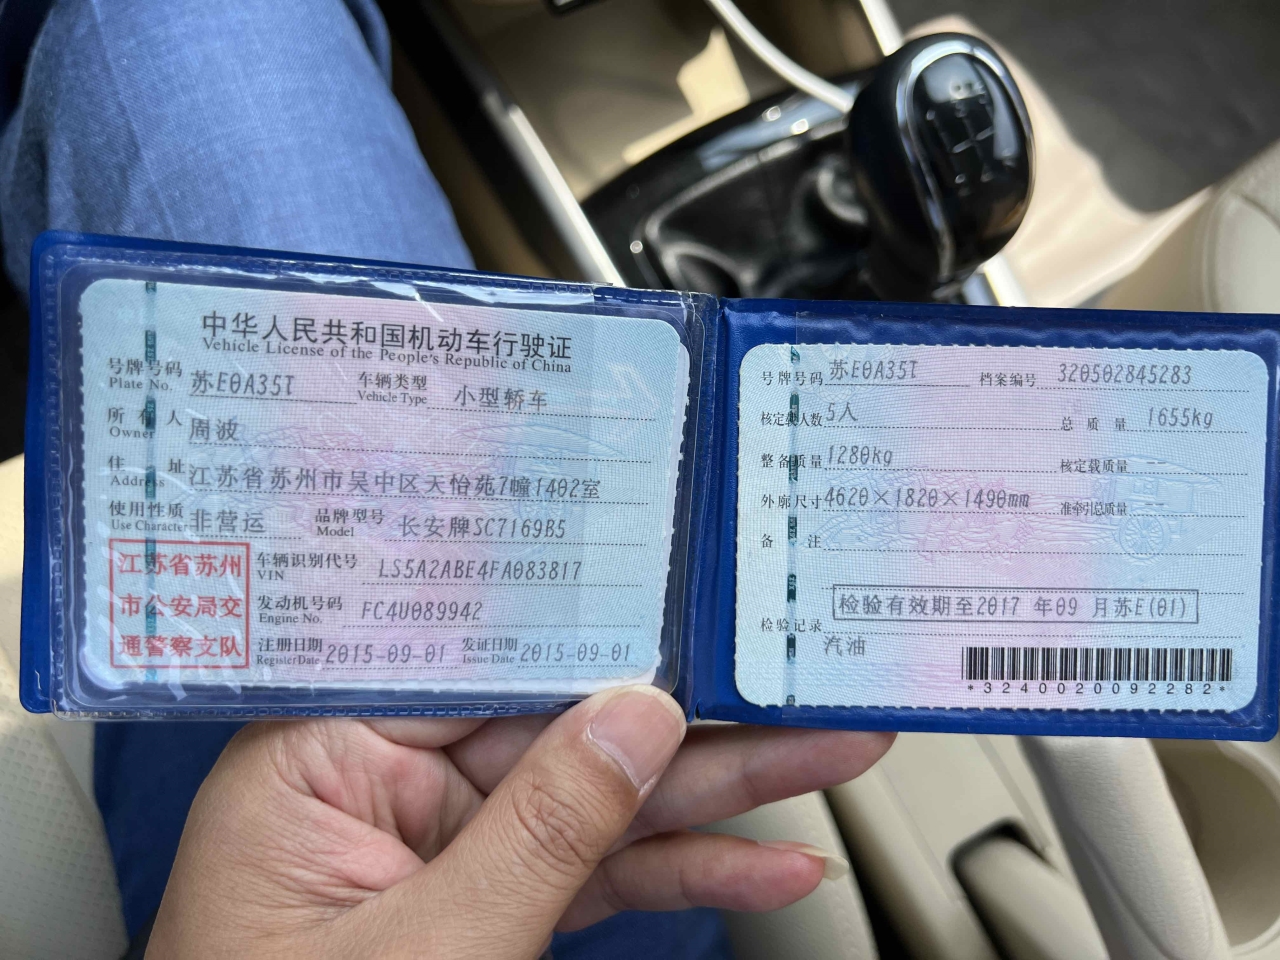 中华人民共和国机动车行驶证
Vehicle License of the People's Republic of China
号牌号码 苏E0A35T 车辆类型 小型轿车
Plate No. Vehicle Type
所有人 周波
Owner
住址 江苏省苏州市吴中区天怡苑7幢1402室
Address
使用性质 非营运 品牌型号 长安牌SC7169B5
Use Character Model
江苏省苏州
市公安局交
通警察支队
车辆识别代号 LS5A2ABE4FA083817
VIN
发动机号码 FC4U089942
Engine No.
注册日期 2015-09-01 发证日期 2015-09-01
Register Date Issue Date
号牌号码 苏E0A35T 档案编号 320502845283
核定载人数 5人 总质量 1655kg
整备质量 1280kg 核定载质量 --
外廓尺寸 4620×1820×1490mm 准牵引总质量 --
备注
检验有效期至2017 年09 月苏E(01)
检验记录
汽油
*3240020092282*